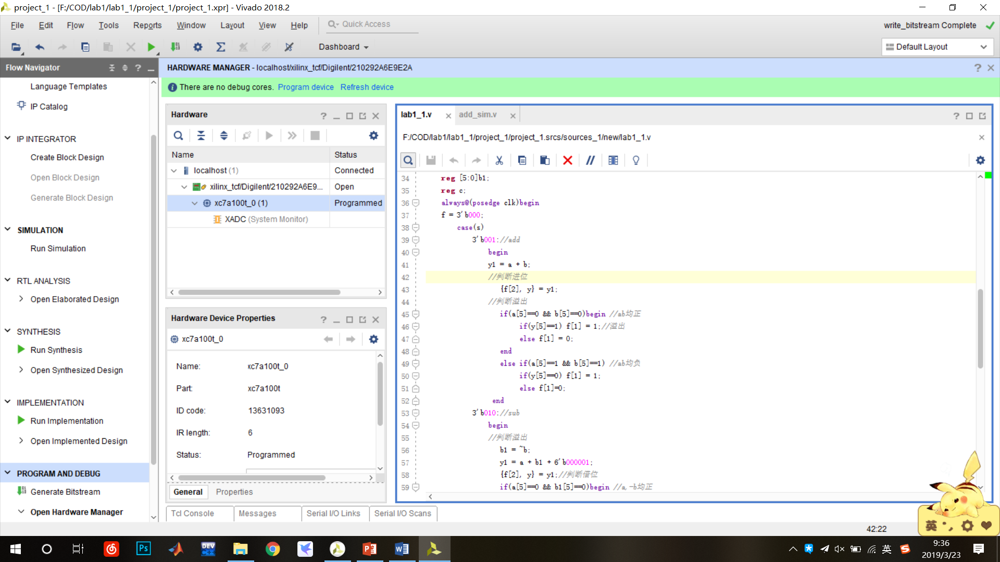 project_1 - [F:/COD/lab1/lab1_1/project_1/project_1.xpr] - Vivado 2018.2
File Edit Flow Tools Reports Window Layout View Help Quick Access
write_bitstream Complete
Dashboard
Default Layout
Flow Navigator
Language Templates
IP Catalog
IP INTEGRATOR
Create Block Design
Open Block Design
Generate Block Design
SIMULATION
Run Simulation
RTL ANALYSIS
Open Elaborated Design
SYNTHESIS
Run Synthesis
Open Synthesized Design
IMPLEMENTATION
Run Implementation
Open Implemented Design
PROGRAM AND DEBUG
Generate Bitstream
Open Hardware Manager
HARDWARE MANAGER - localhost/xilinx_tcf/Digilent/210292A6E9E2A
There are no debug cores. Program device Refresh device
Hardware
Name Status
localhost (1) Connected
xilinx_tcf/Digilent/210292A6E9... Open
xc7a100t_0 (1) Programmed
XADC (System Monitor)
Hardware Device Properties
xc7a100t_0
Name: xc7a100t_0
Part: xc7a100t
ID code: 13631093
IR length: 6
Status: Programmed
General Properties
Tcl Console Messages Serial I/O Links Serial I/O Scans
lab1_1.v add_sim.v
F:/COD/lab1/lab1_1/project_1/project_1.srcs/sources_1/new/lab1_1.v
34 reg [5:0]b1;
35 reg c;
36 always@(posedge clk)begin
37 f = 3'b000;
38 case(s)
39 3'b001://add
40 begin
41 y1 = a + b;
42 //判断进位
43 {f[2], y} = y1;
44 //判断溢出
45 if(a[5]==0 && b[5]==0)begin //ab均正
46 if(y[5]==1) f[1] = 1;//溢出
47 else f[1] = 0;
48 end
49 else if(a[5]==1 && b[5]==1) //ab均负
50 if(y[5]==0) f[1] = 1;
51 else f[1]=0;
52 end
53 3'b010://sub
54 begin
55 //判断溢出
56 b1 = ~b;
57 y1 = a + b1 + 6'b000001;
58 {f[2], y} = y1;//判断借位
59 if(a[5]==0 && b1[5]==0)begin //a,-b均正
42:22
英
Ps
DEV
英
9:36
2019/3/23